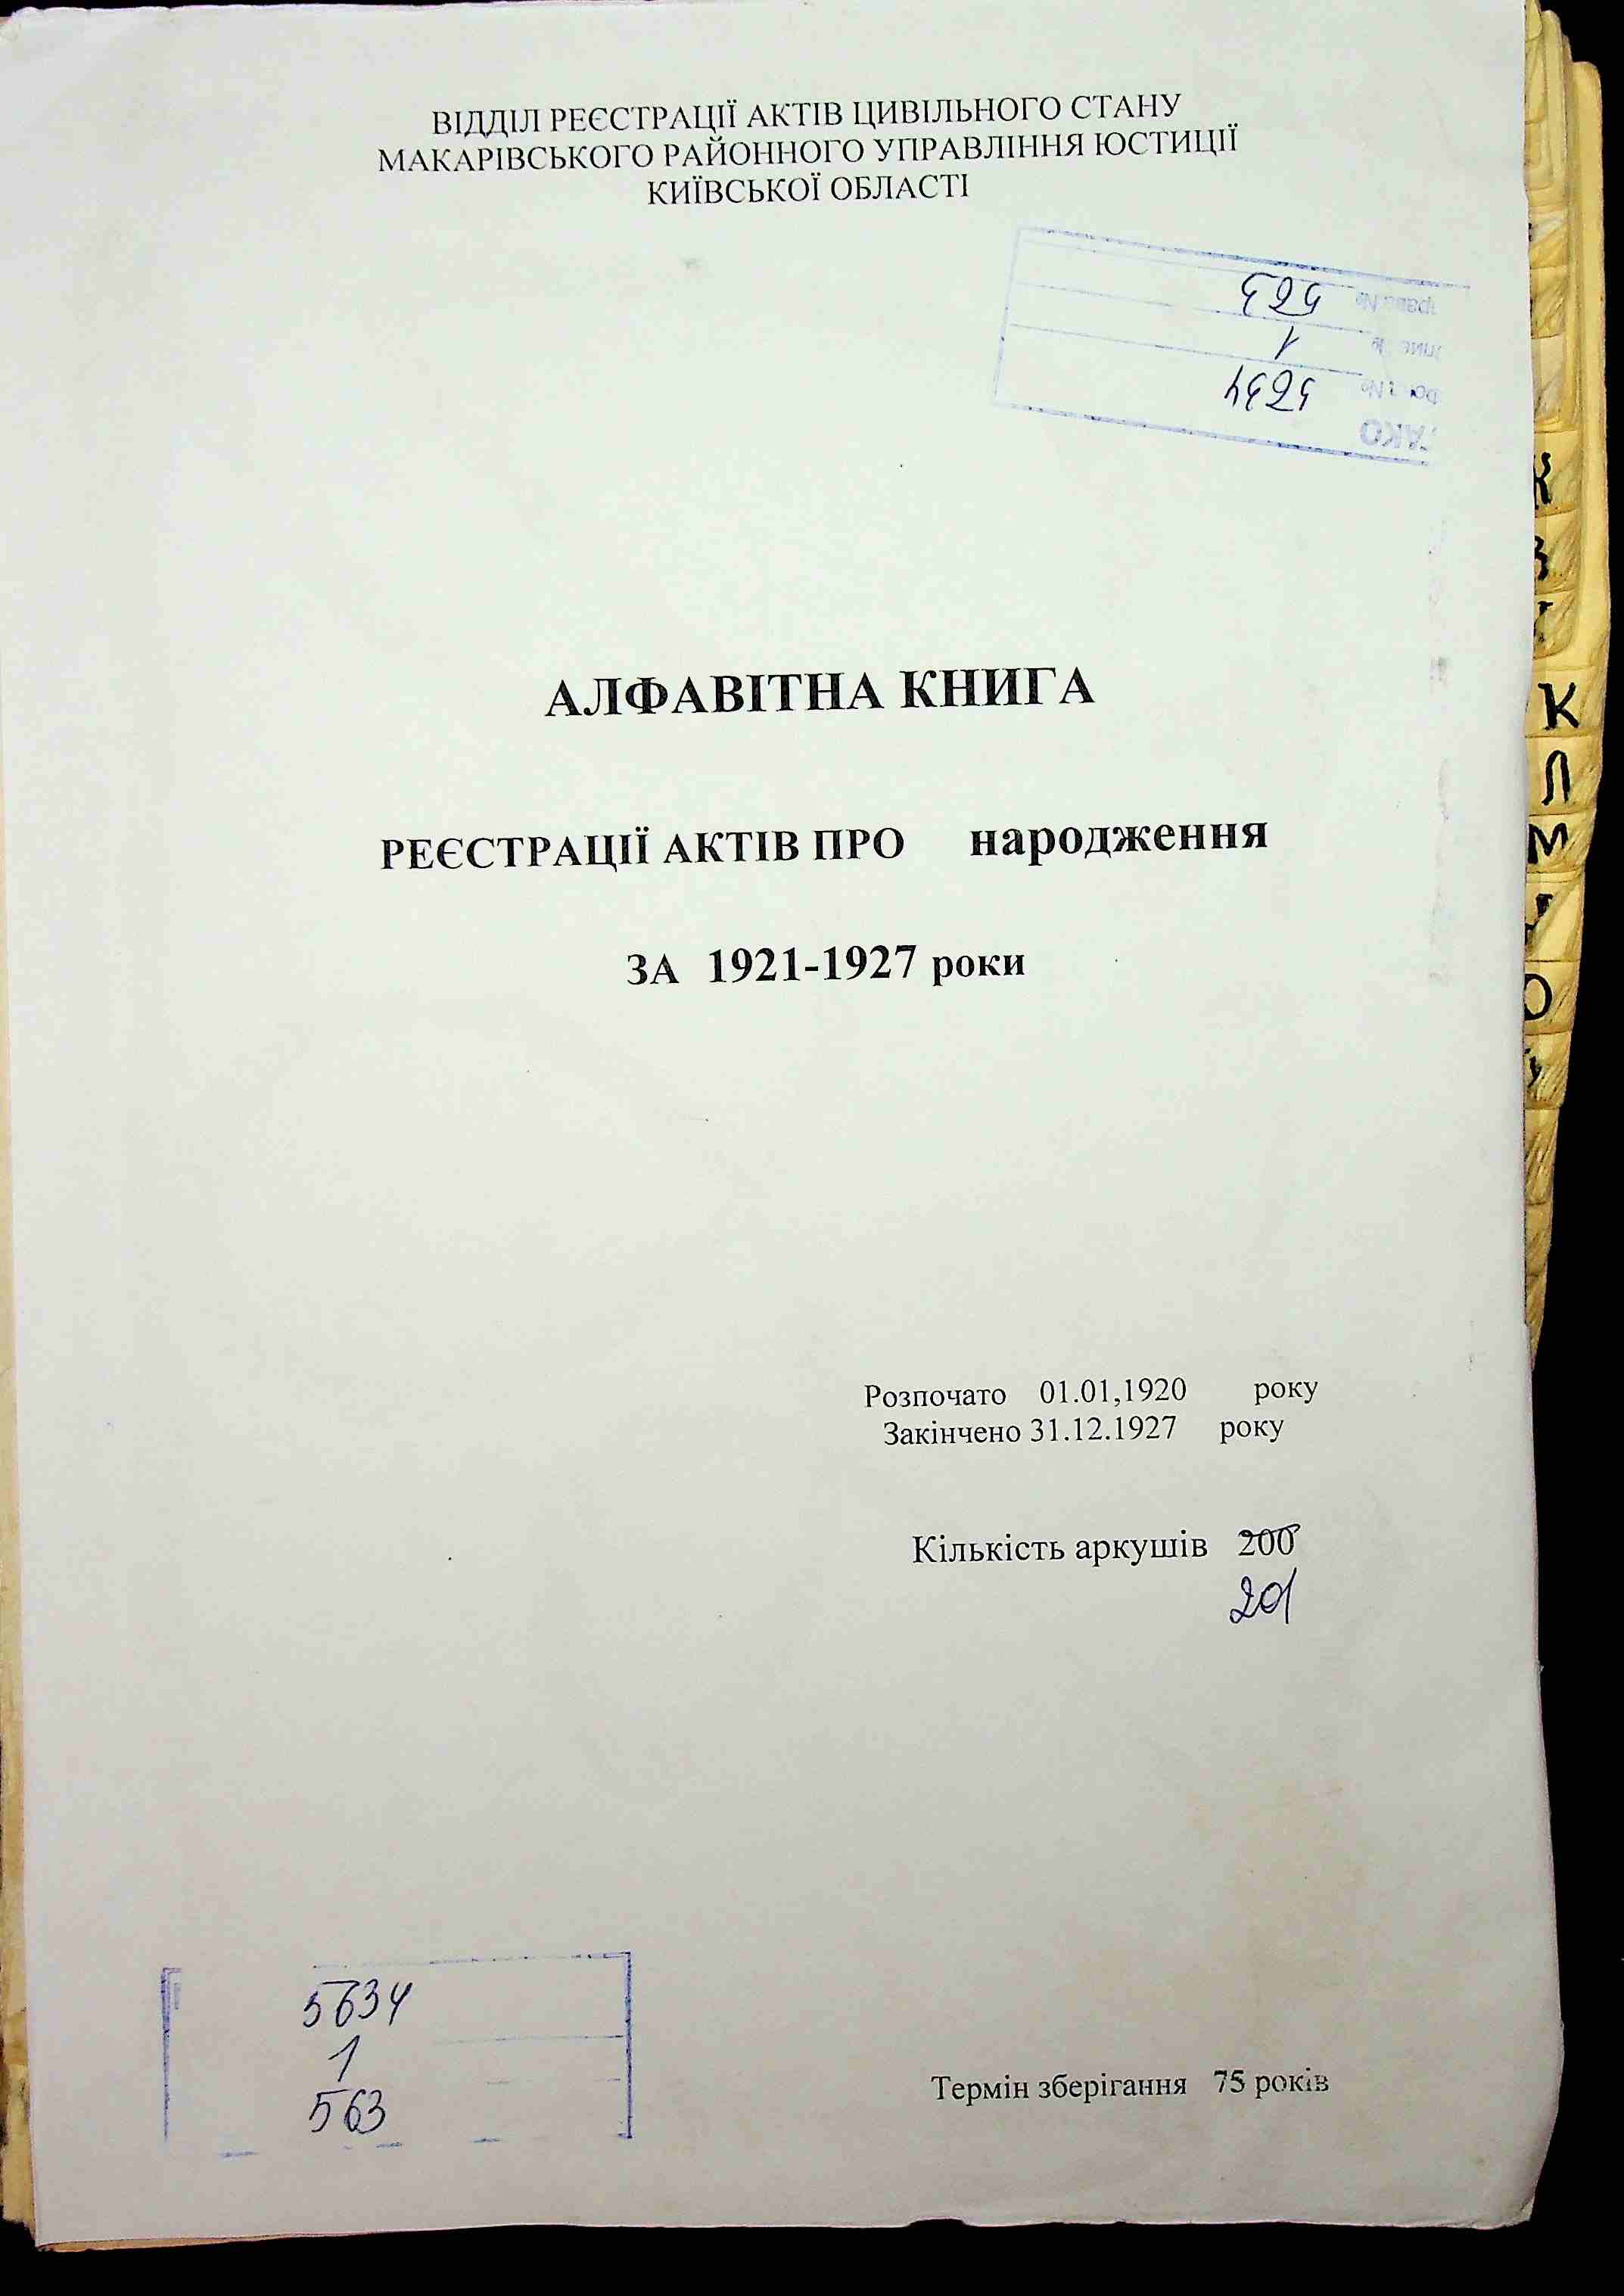 ВІДДІЛ РЕЄСТРАЦІЇ АКТІВ ЦИВІЛЬНОГО СТАНУ
МАКАРІВСЬКОГО РАЙОННОГО УПРАВЛІННЯ ЮСТИЦІЇ
КИЇВСЬКОЇ ОБЛАСТІ
563
1
5634
АЛФАВІТНА КНИГА
РЕЄСТРАЦІЇ АКТІВ ПРО народження
ЗА 1921-1927 роки
Розпочато 01.01,1920 року
Закінчено 31.12.1927 року
Кількість аркушів 200
201
5634
1
563
Термін зберігання 75 років
К
Л
М
О